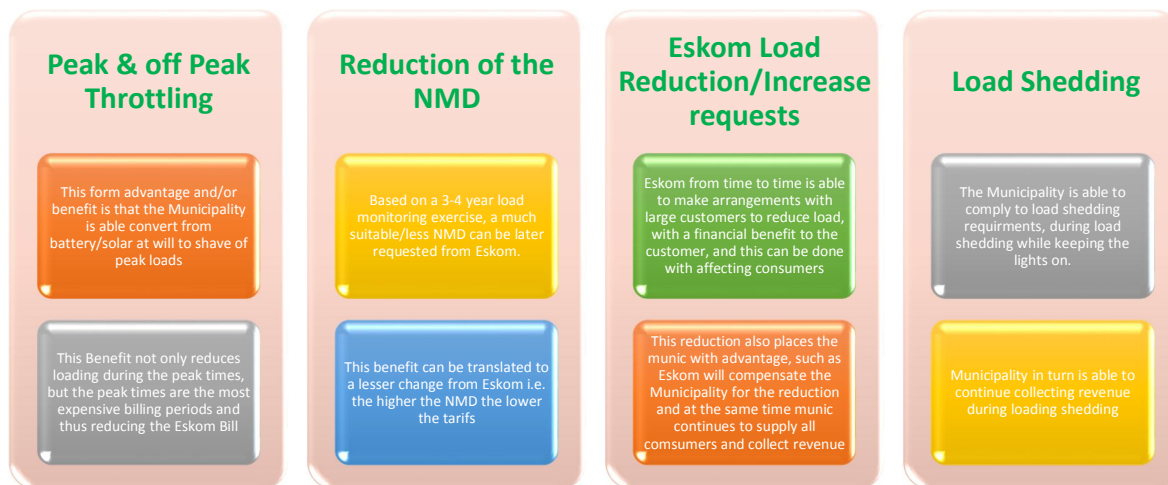 Peak & off Peak
Throttling
This form advantage and/or
benefit is that the Municipality
is able convert from
battery/solar at will to shave of
peak loads
This Benefit not only reduces
loading during the peak times,
but the peak times are the most
expensive billing periods and
thus reducing the Eskom Bill
Reduction of the
NMD
Based on a 3-4 year load
monitoring exercise, a much
suitable/less NMD can be later
requested from Eskom.
This benefit can be translated to
a lesser change from Eskom i.e.
the higher the NMD the lower
the tarifs
Eskom Load
Reduction/Increase
requests
Eskom from time to time is able
to make arrangements with
large customers to reduce load,
with a financial benefit to the
customer, and this can be done
with affecting consumers
This reduction also places the
munic with advantage, such as
Eskom will compensate the
Municipality for the reduction
and at the same time munic
continues to supply all
comsumers and collect revenue
Load Shedding
The Municipality is able to
comply to load shedding
requirments, during load
shedding while keeping the
lights on.
Municipality in turn is able to
continue collecting revenue
during loading shedding